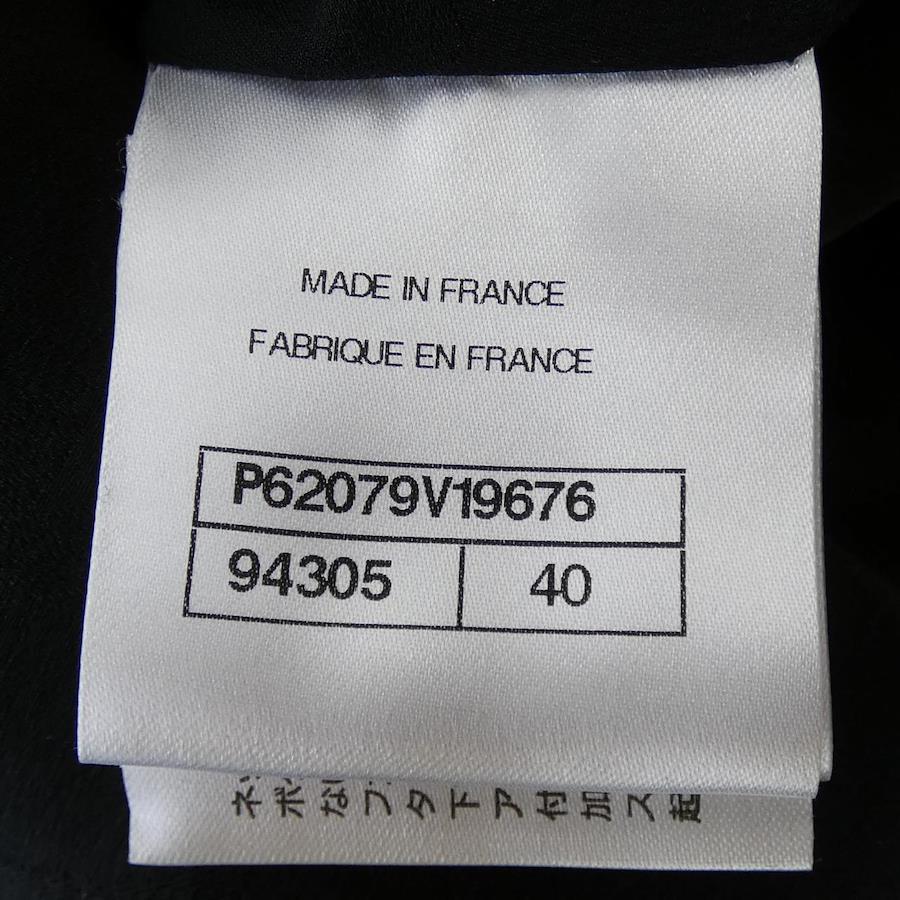 MADE IN FRANCE
FABRIQUE EN FRANCE
P62079V19676
94305 40